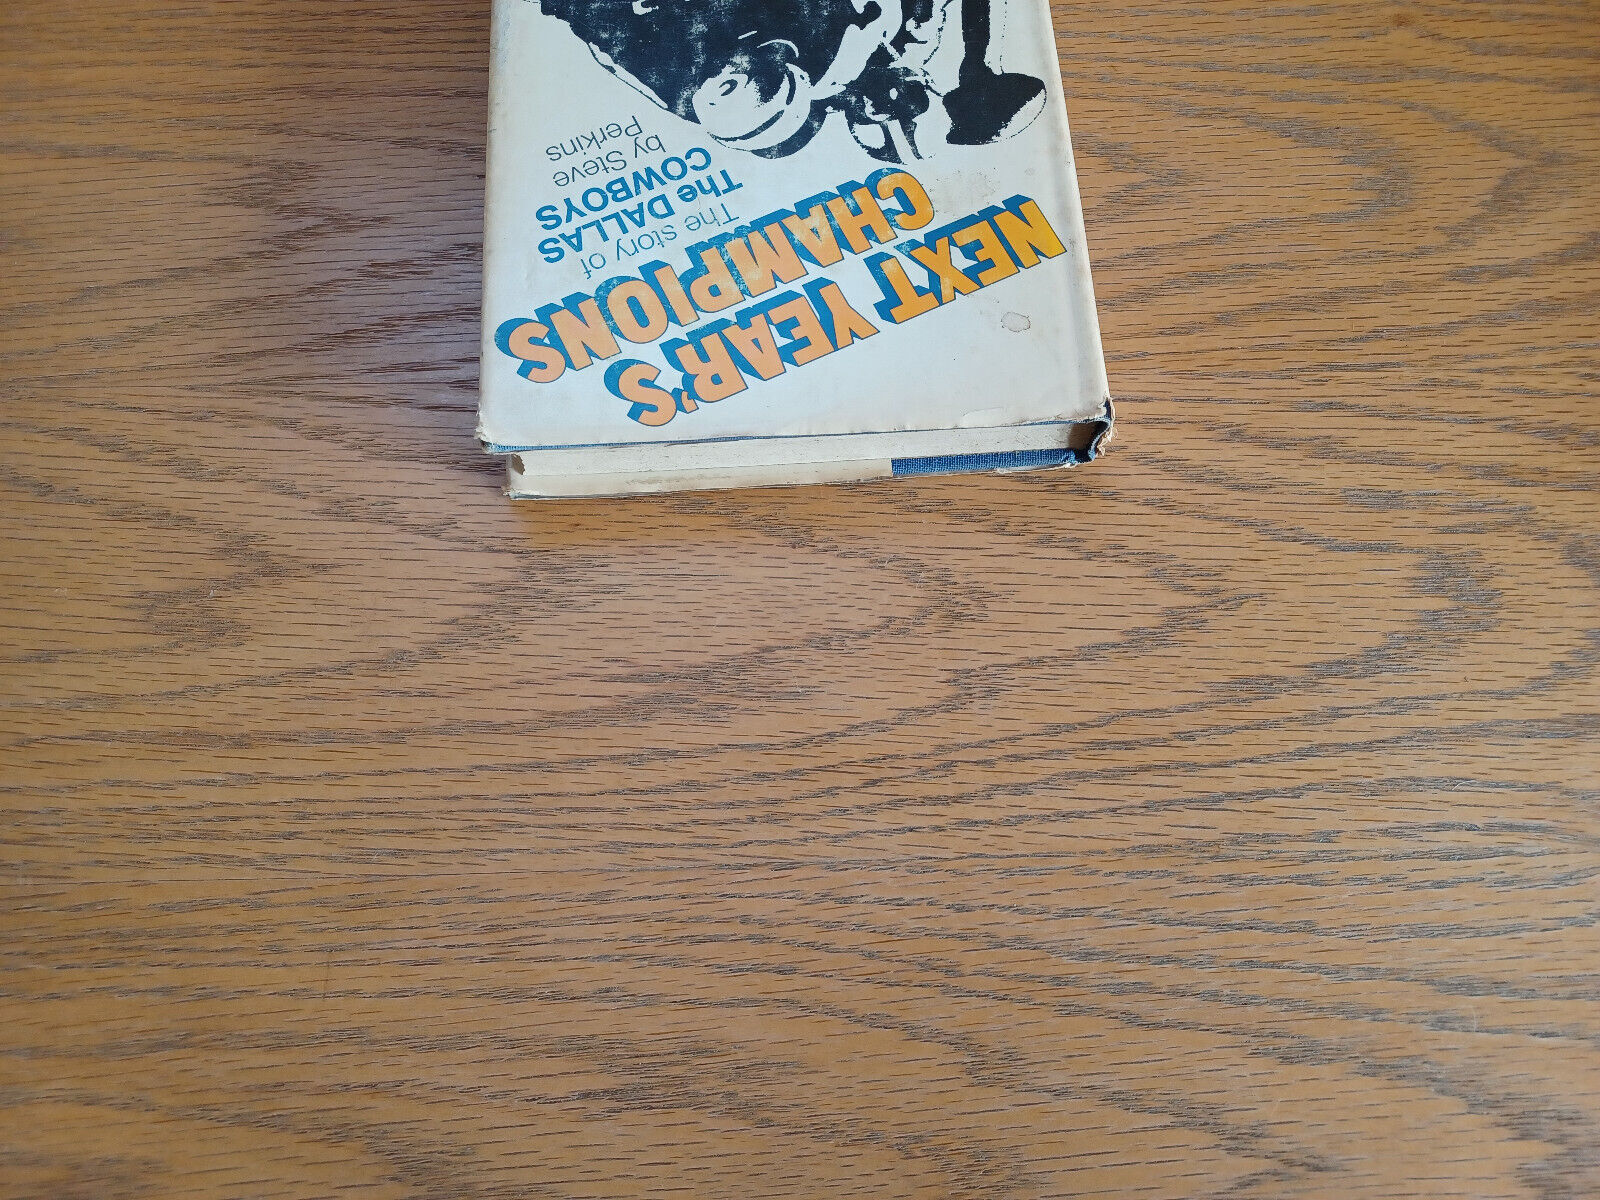 NEXT YEAR'S
CHAMPIONS
The story of
The DALLAS
COWBOYS
by Steve
Perkins